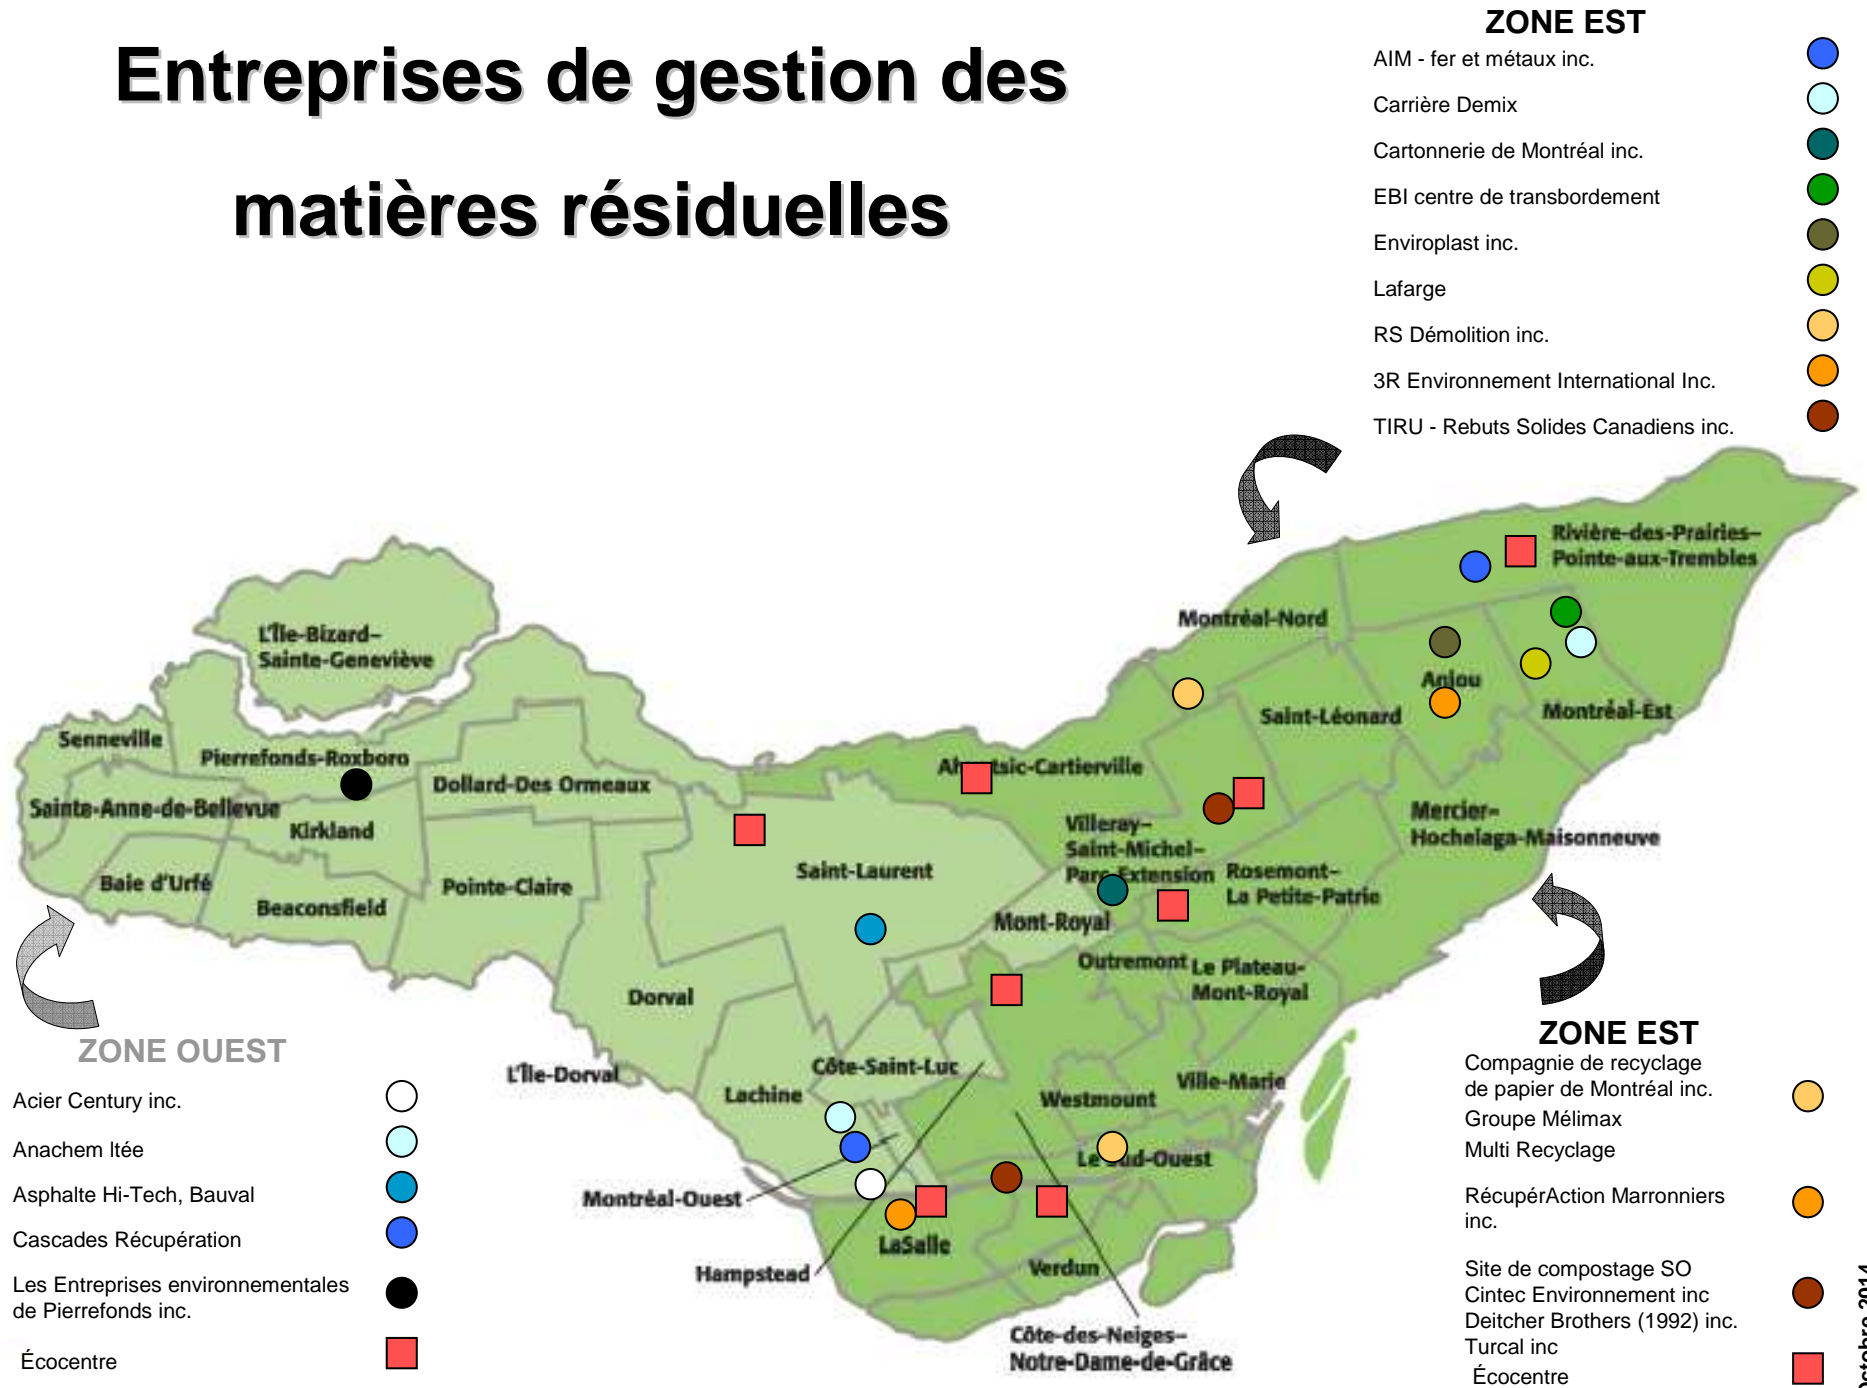 Entreprises de gestion des
matières résiduelles
ZONE EST
AIM - fer et métaux inc.
Carrière Demix
Cartonnerie de Montréal inc.
EBI centre de transbordement
Enviroplast inc.
Lafarge
RS Démolition inc.
3R Environnement International Inc.
TIRU - Rebuts Solides Canadiens inc.
Rivière-des-Prairies–
Pointe-aux-Trembles
Montréal-Nord
L'Île-Bizard–
Sainte-Geneviève
Anjou
Saint-Léonard
Montréal-Est
Senneville
Pierrefonds-Roxboro
Dollard-Des Ormeaux
Ahuntsic-Cartierville
Sainte-Anne-de-Bellevue
Kirkland
Mercier–
Hochelaga-Maisonneuve
Villeray–
Saint-Michel–
Parc-Extension
Saint-Laurent
Rosemont–
La Petite-Patrie
Baie d'Urfé
Beaconsfield
Pointe-Claire
Mont-Royal
Outremont
Le Plateau-
Mont-Royal
Dorval
L'Île-Dorval
Côte-Saint-Luc
Lachine
Westmount
Ville-Marie
Le Sud-Ouest
Montréal-Ouest
LaSalle
Hampstead
Verdun
Côte-des-Neiges–
Notre-Dame-de-Grâce
ZONE OUEST
Acier Century inc.
Anachem ltée
Asphalte Hi-Tech, Bauval
Cascades Récupération
Les Entreprises environnementales
de Pierrefonds inc.
Écocentre
ZONE EST
Compagnie de recyclage
de papier de Montréal inc.
Groupe Mélimax
Multi Recyclage
RécupérAction Marronniers
inc.
Site de compostage SO
Cintec Environnement inc
Deitcher Brothers (1992) inc.
Turcal inc
Écocentre
Octobre 2014